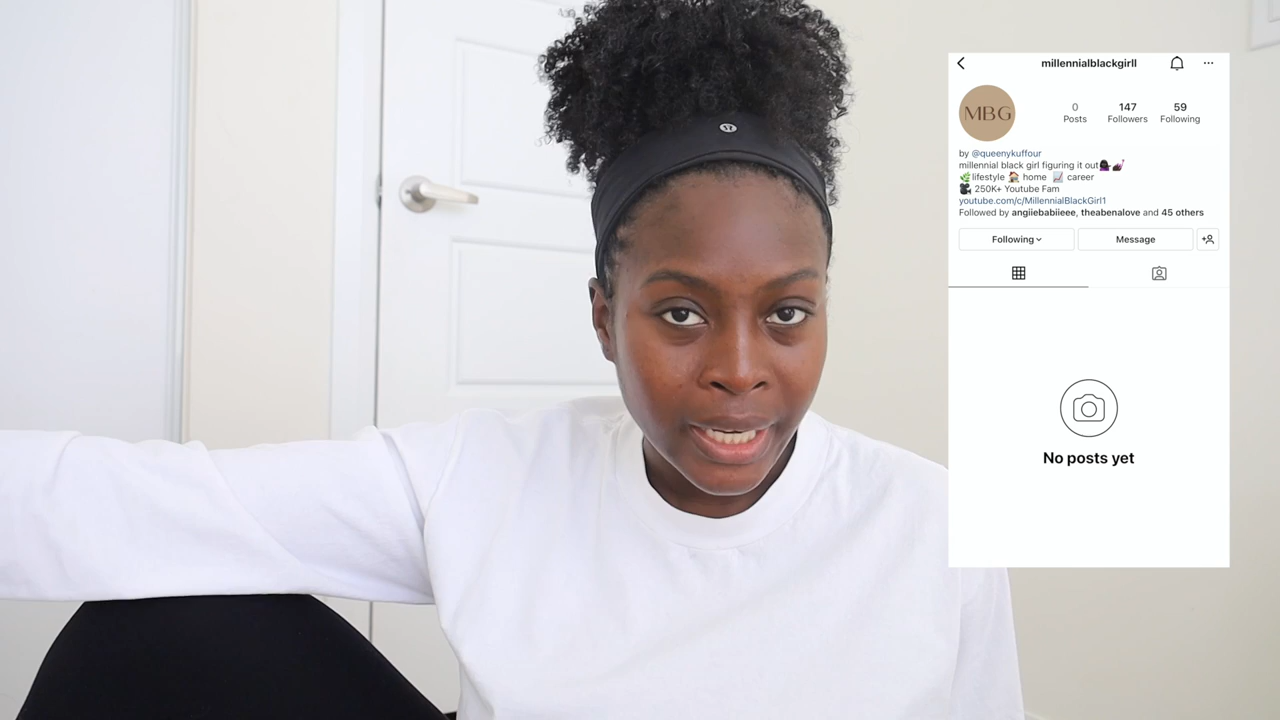 millennialblackgirll
MBG
0 147 59
Posts Followers Following
by @queenykuffour
millennial black girl figuring it out
lifestyle home career
250K+ Youtube Fam
youtube.com/c/MillennialBlackGirl1
Followed by angiiebabiieee, theabenalove and 45 others
Following Message
No posts yet